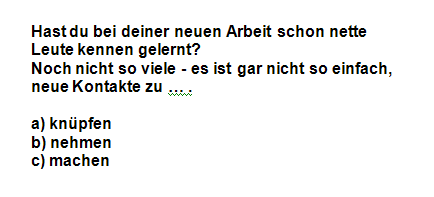 Hast du bei deiner neuen Arbeit schon nette
Leute kennen gelernt?
Noch nicht so viele - es ist gar nicht so einfach,
neue Kontakte zu ... .
a) knüpfen
b) nehmen
c) machen